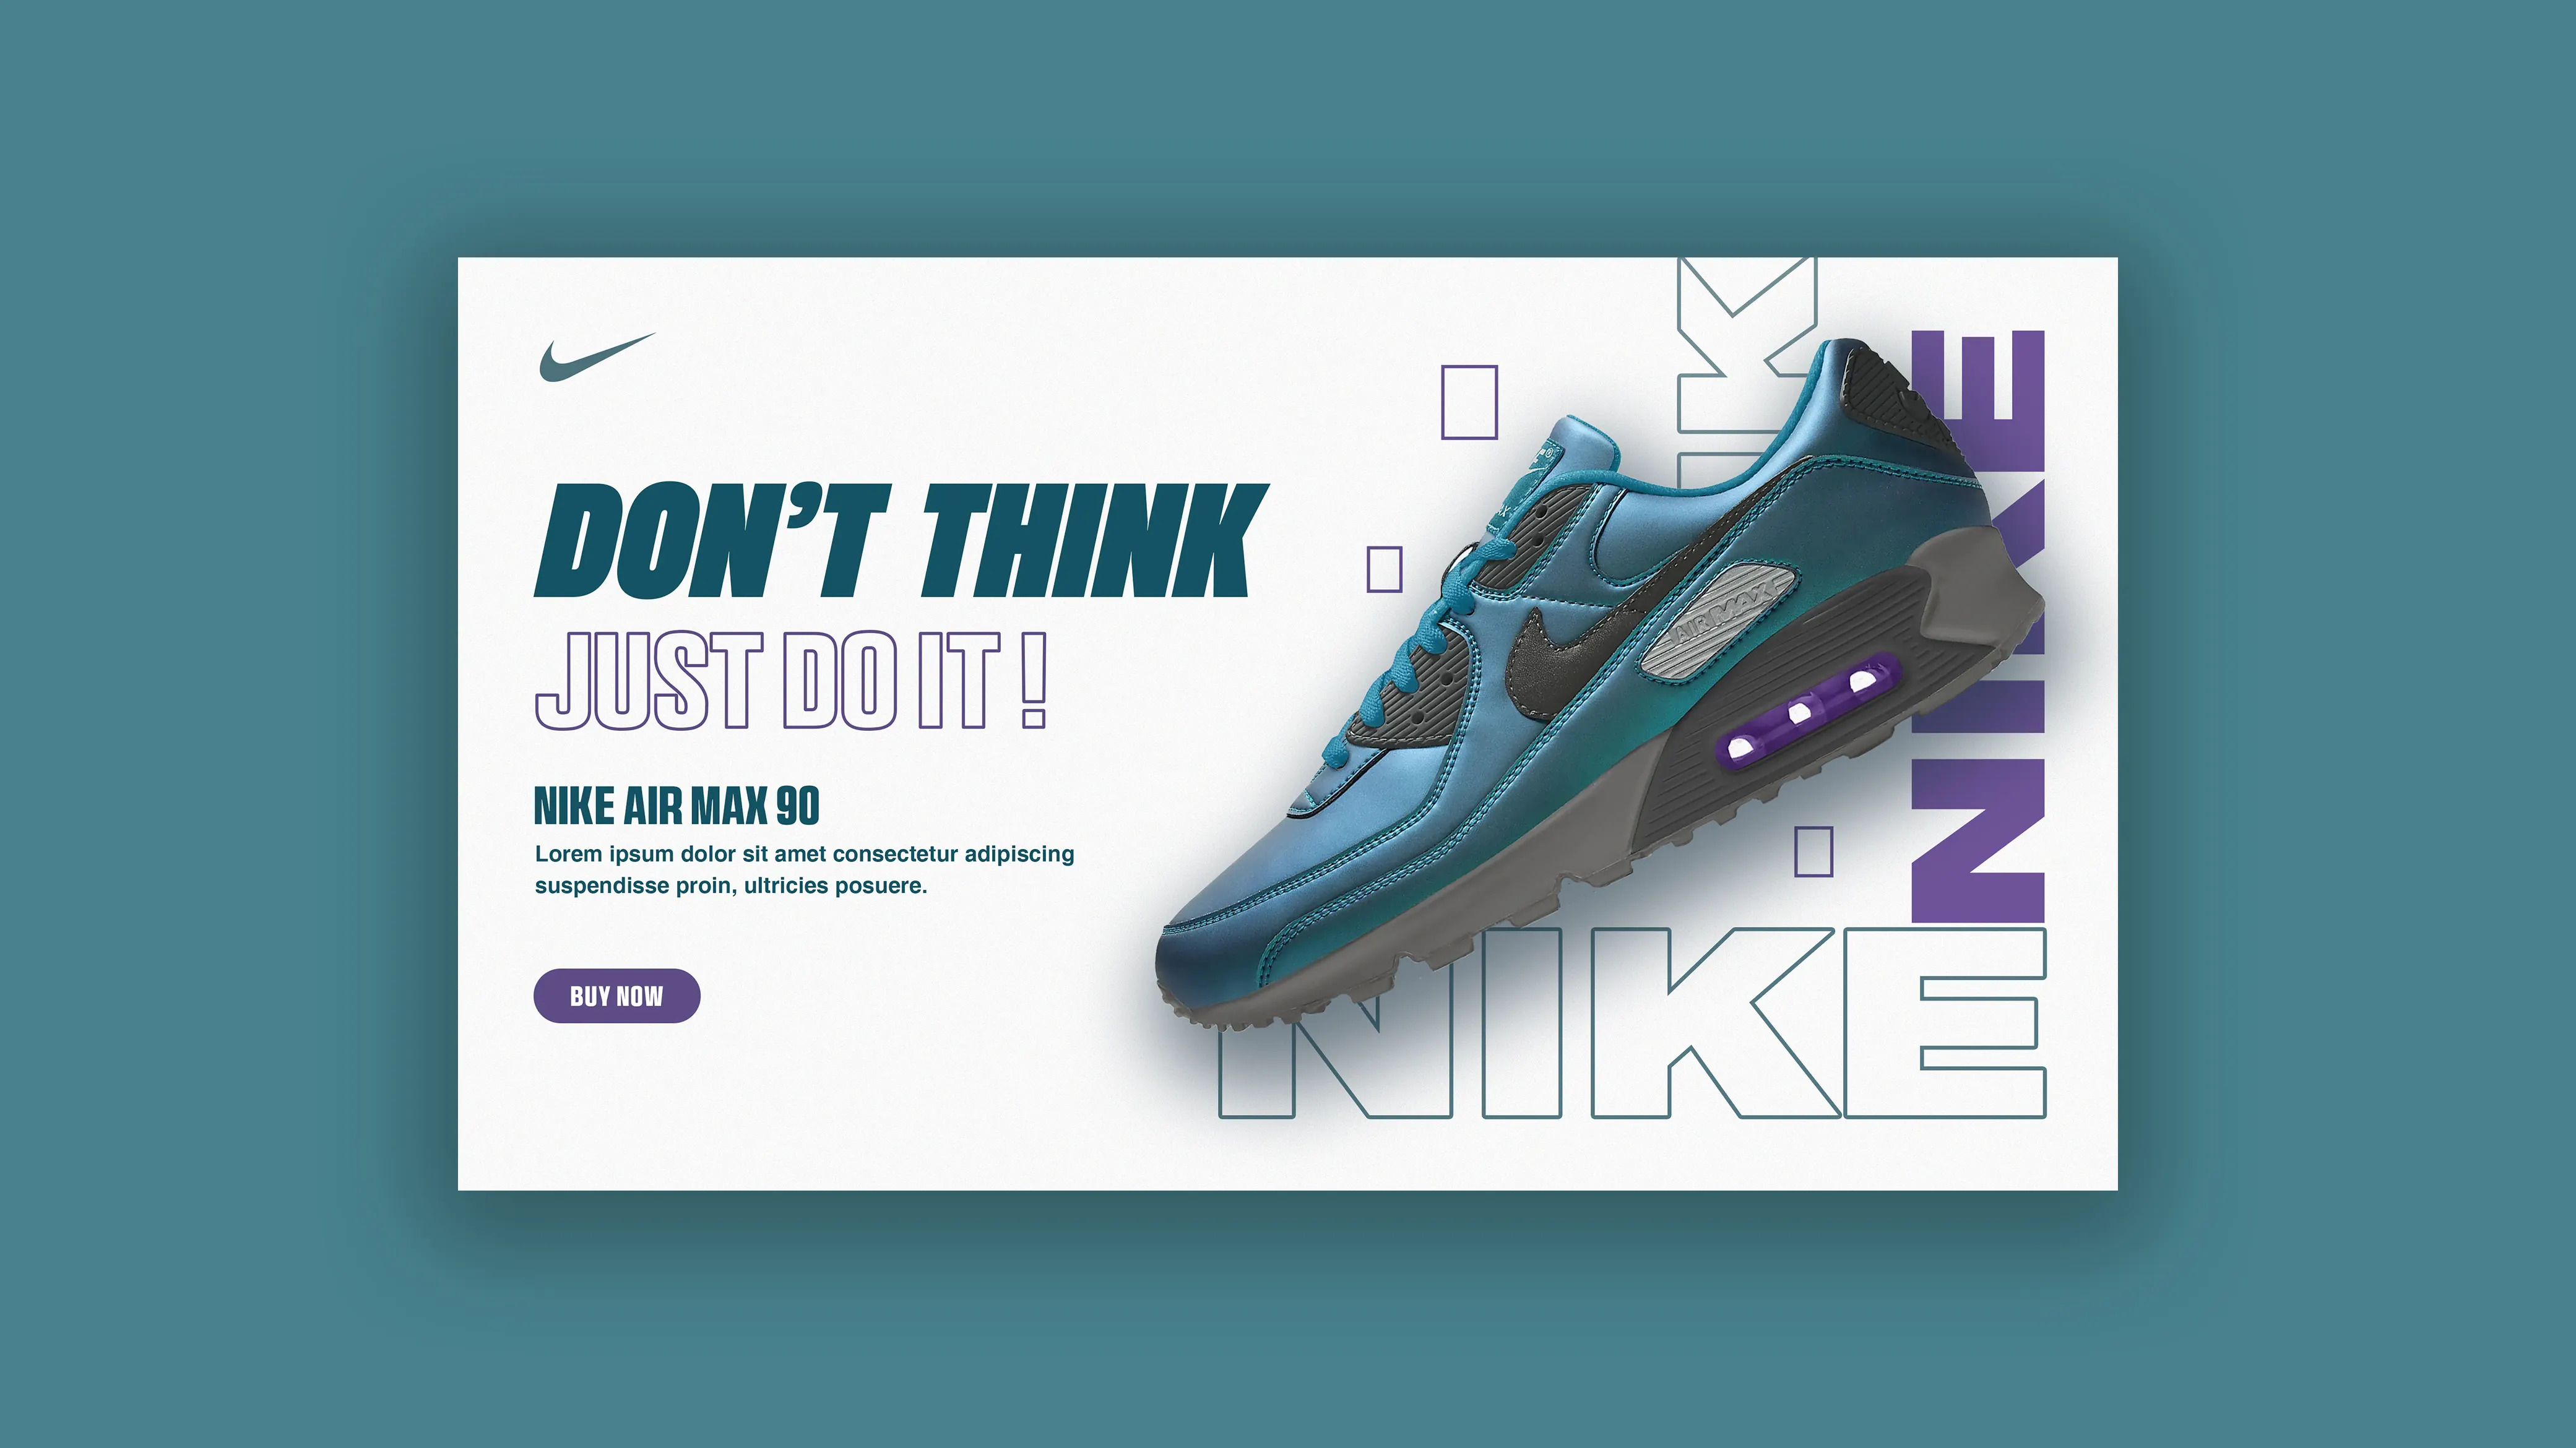 DON'T THINK
JUST DO IT !
NIKE AIR MAX 90
Lorem ipsum dolor sit amet consectetur adipiscing
suspendisse proin, ultricies posuere.
BUY NOW
AIR MAX
NIKE
NIKE